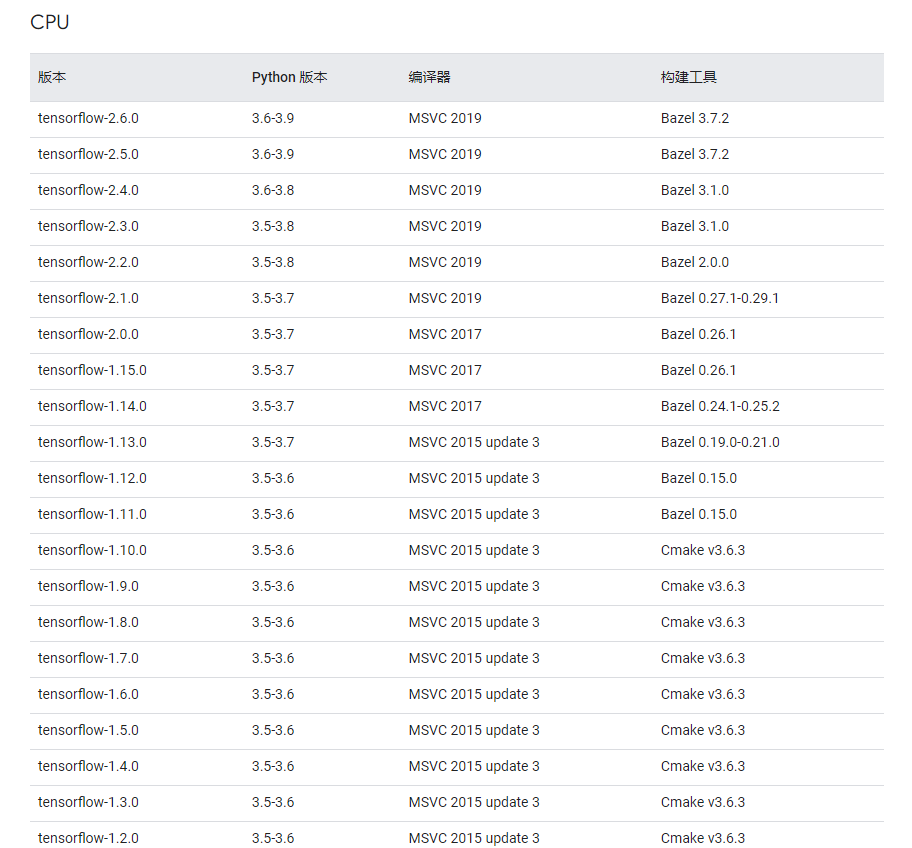 CPU
版本 Python 版本 编译器 构建工具
tensorflow-2.6.0 3.6-3.9 MSVC 2019 Bazel 3.7.2
tensorflow-2.5.0 3.6-3.9 MSVC 2019 Bazel 3.7.2
tensorflow-2.4.0 3.6-3.8 MSVC 2019 Bazel 3.1.0
tensorflow-2.3.0 3.5-3.8 MSVC 2019 Bazel 3.1.0
tensorflow-2.2.0 3.5-3.8 MSVC 2019 Bazel 2.0.0
tensorflow-2.1.0 3.5-3.7 MSVC 2019 Bazel 0.27.1-0.29.1
tensorflow-2.0.0 3.5-3.7 MSVC 2017 Bazel 0.26.1
tensorflow-1.15.0 3.5-3.7 MSVC 2017 Bazel 0.26.1
tensorflow-1.14.0 3.5-3.7 MSVC 2017 Bazel 0.24.1-0.25.2
tensorflow-1.13.0 3.5-3.7 MSVC 2015 update 3 Bazel 0.19.0-0.21.0
tensorflow-1.12.0 3.5-3.6 MSVC 2015 update 3 Bazel 0.15.0
tensorflow-1.11.0 3.5-3.6 MSVC 2015 update 3 Bazel 0.15.0
tensorflow-1.10.0 3.5-3.6 MSVC 2015 update 3 Cmake v3.6.3
tensorflow-1.9.0 3.5-3.6 MSVC 2015 update 3 Cmake v3.6.3
tensorflow-1.8.0 3.5-3.6 MSVC 2015 update 3 Cmake v3.6.3
tensorflow-1.7.0 3.5-3.6 MSVC 2015 update 3 Cmake v3.6.3
tensorflow-1.6.0 3.5-3.6 MSVC 2015 update 3 Cmake v3.6.3
tensorflow-1.5.0 3.5-3.6 MSVC 2015 update 3 Cmake v3.6.3
tensorflow-1.4.0 3.5-3.6 MSVC 2015 update 3 Cmake v3.6.3
tensorflow-1.3.0 3.5-3.6 MSVC 2015 update 3 Cmake v3.6.3
tensorflow-1.2.0 3.5-3.6 MSVC 2015 update 3 Cmake v3.6.3